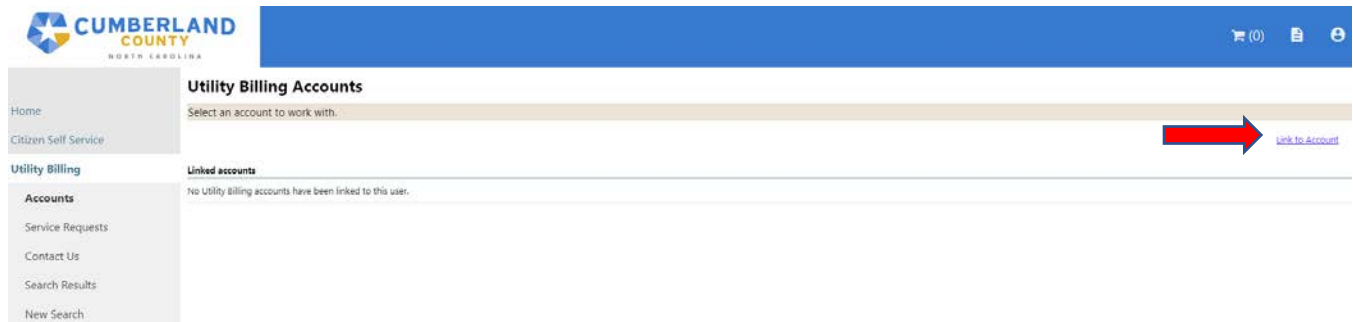 CUMBERLAND
COUNTY
NORTH CAROLINA
(0)
Utility Billing Accounts
Home
Select an account to work with.
Citizen Self Service
Link to Account
Utility Billing
Linked accounts
No Utility Billing accounts have been linked to this user.
Accounts
Service Requests
Contact Us
Search Results
New Search